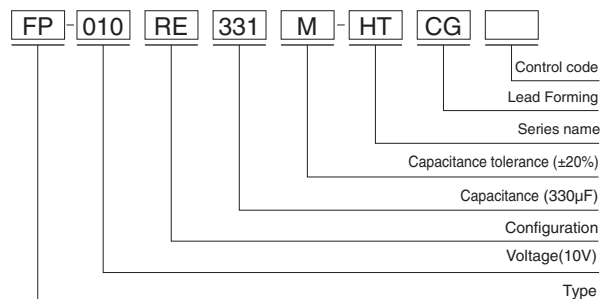 FP-010 RE 331 M-HT CG
Control code
Lead Forming
Series name
Capacitance tolerance (±20%)
Capacitance (330µF)
Configuration
Voltage(10V)
Type